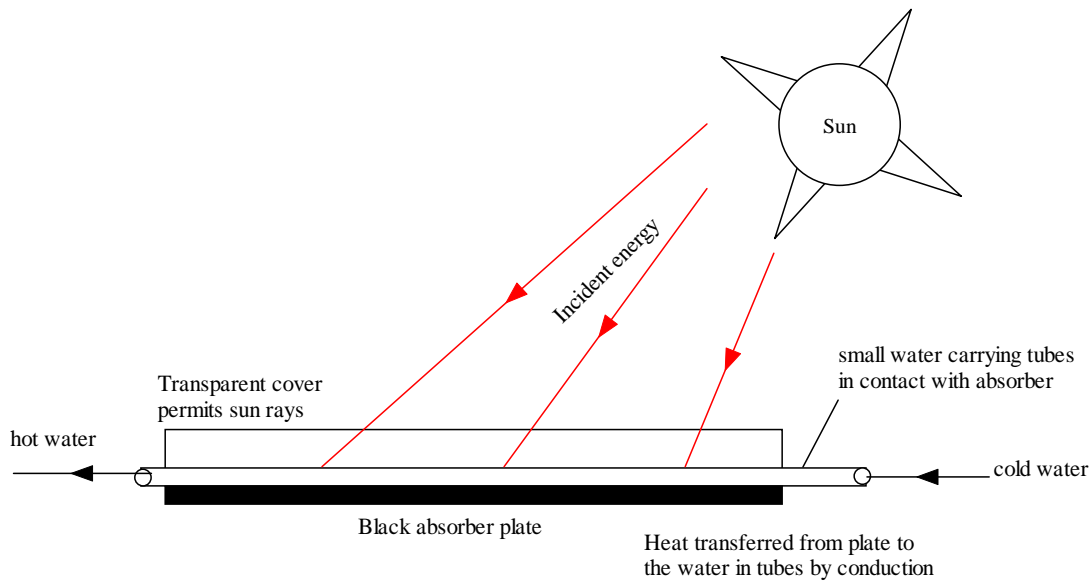 Sun
Incident energy
small water carrying tubes
in contact with absorber
Transparent cover
permits sun rays
hot water
cold water
Black absorber plate
Heat transferred from plate to
the water in tubes by conduction